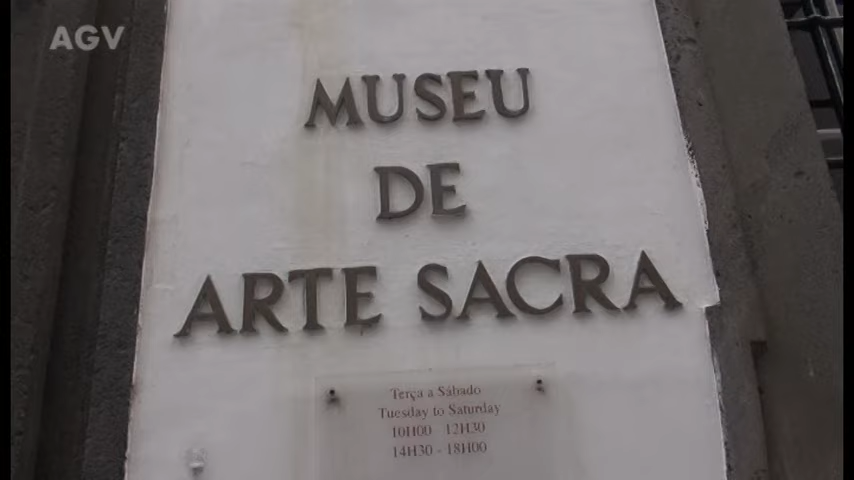 AGV
MUSEU
DE
ARTE SACRA
Terça a Sábado
Tuesday to Saturday
10H00 - 12H30
14H30 - 18H00